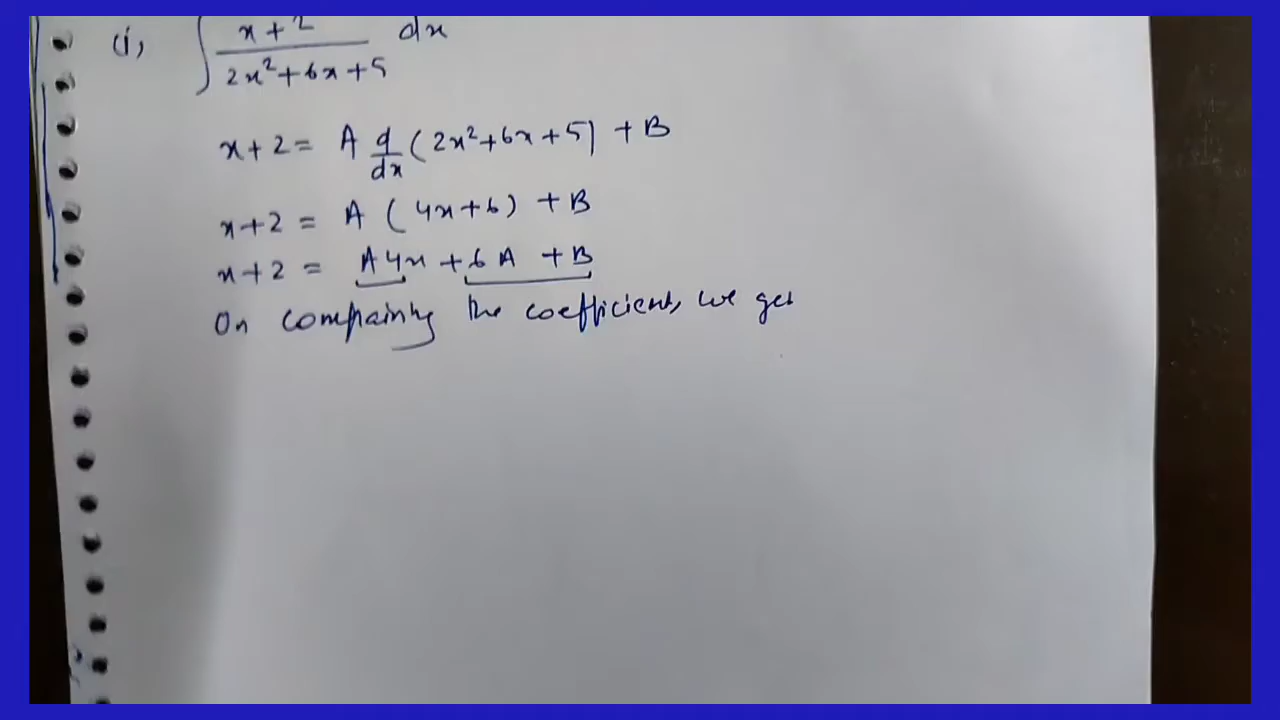 (i), ∫ x+2 / 2x²+6x+5 dx
x+2 = A d/dx (2x²+6x+5) + B
x+2 = A (4x+6) + B
x+2 = A4x + 6A + B
On comparing the coefficient, we get